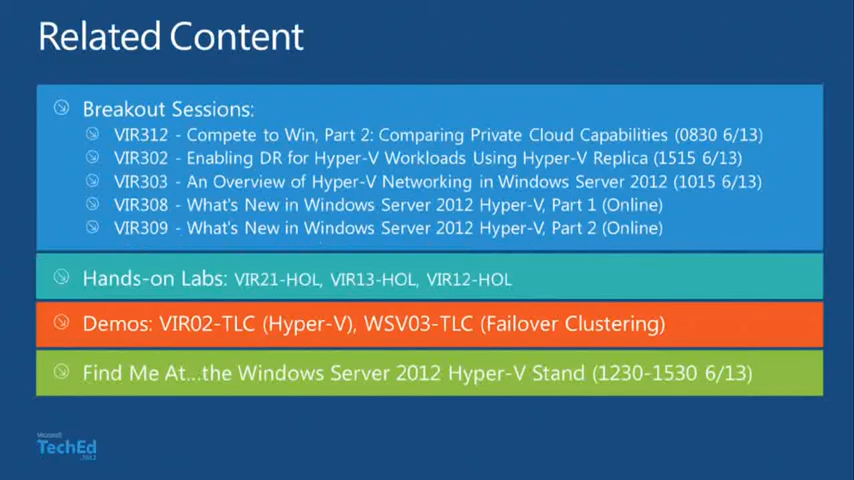 Related Content
Breakout Sessions:
VIR312 - Compete to Win, Part 2: Comparing Private Cloud Capabilities (0830 6/13)
VIR302 - Enabling DR for Hyper-V Workloads Using Hyper-V Replica (1515 6/13)
VIR303 - An Overview of Hyper-V Networking in Windows Server 2012 (1015 6/13)
VIR308 - What's New in Windows Server 2012 Hyper-V, Part 1 (Online)
VIR309 - What's New in Windows Server 2012 Hyper-V, Part 2 (Online)
Hands-on Labs: VIR21-HOL, VIR13-HOL, VIR12-HOL
Demos: VIR02-TLC (Hyper-V), WSV03-TLC (Failover Clustering)
Find Me At...the Windows Server 2012 Hyper-V Stand (1230-1530 6/13)
Microsoft
TechEd
2012